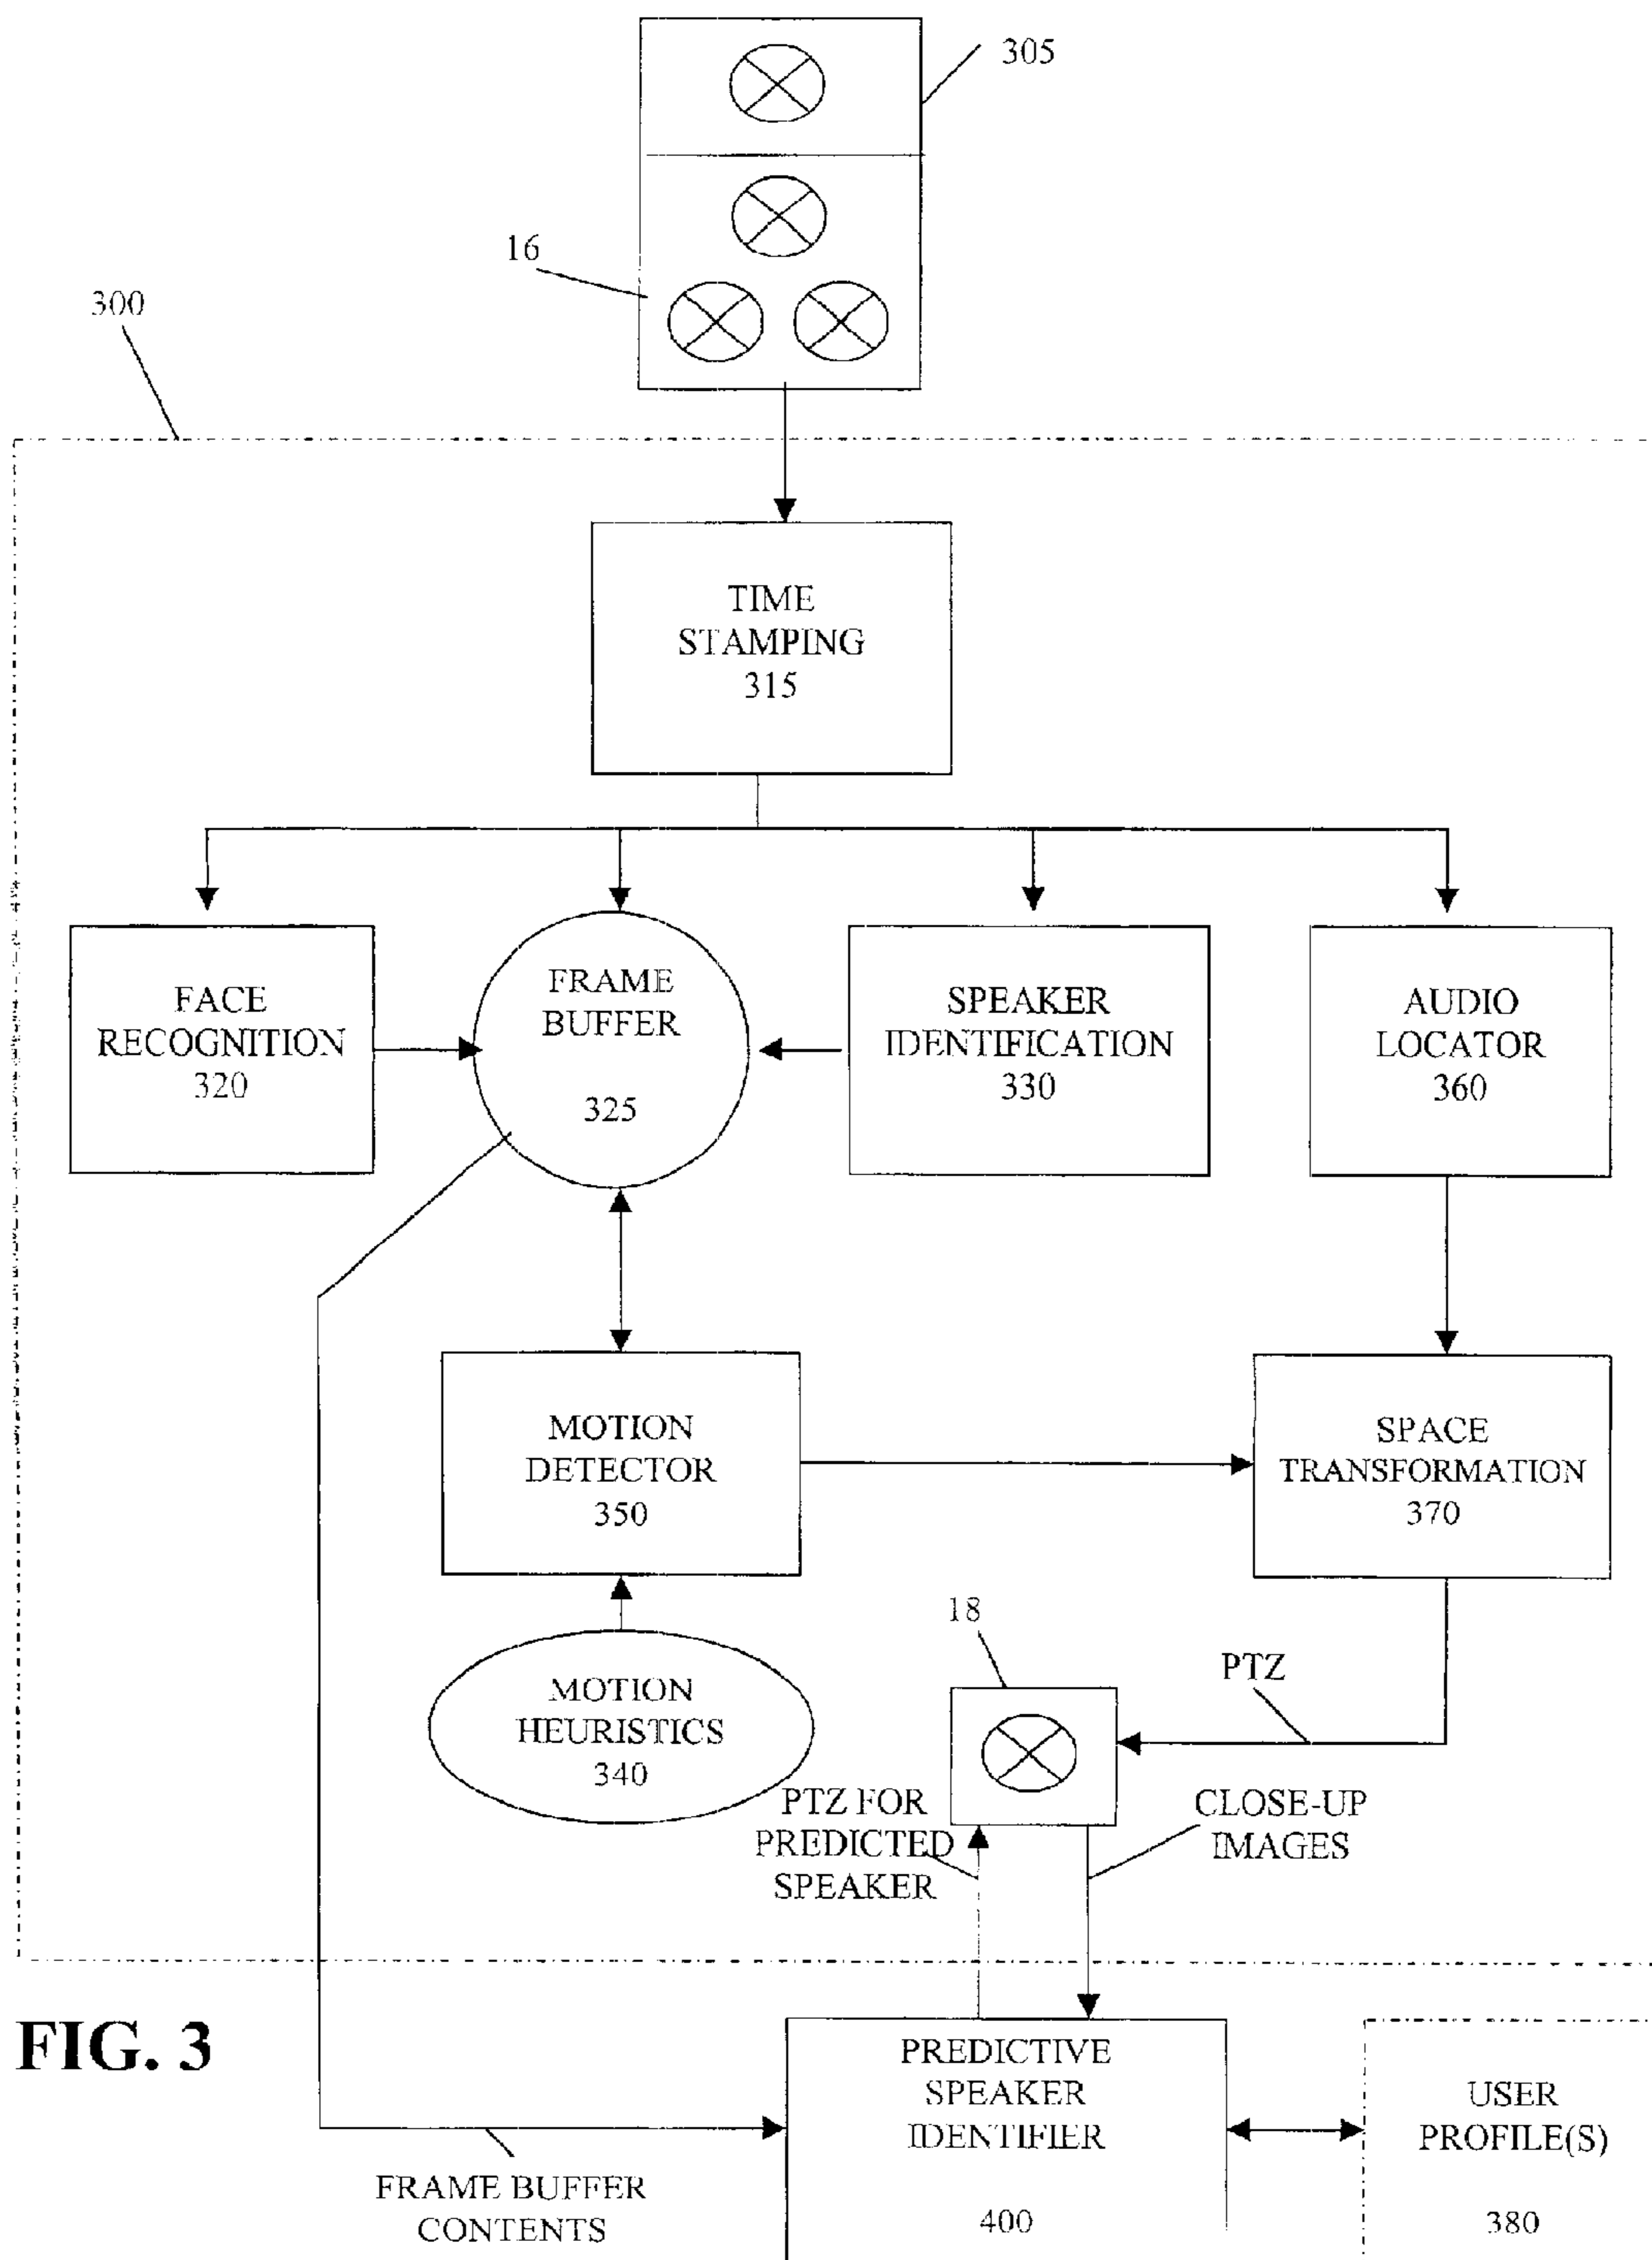 305
16
300
TIME
STAMPING
315
FACE
RECOGNITION
320
FRAME
BUFFER
325
SPEAKER
IDENTIFICATION
330
AUDIO
LOCATOR
360
MOTION
DETECTOR
350
SPACE
TRANSFORMATION
370
18
PTZ
MOTION
HEURISTICS
340
PTZ FOR
PREDICTED
SPEAKER
CLOSE-UP
IMAGES
FIG. 3
PREDICTIVE
SPEAKER
IDENTIFIER
400
USER
PROFILE(S)
380
FRAME BUFFER
CONTENTS